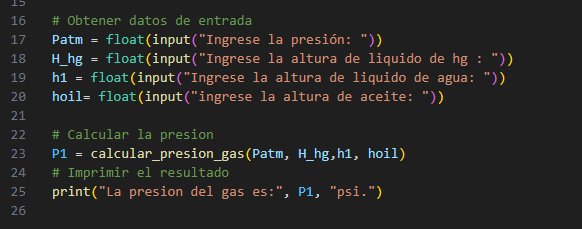 15
16 # Obtener datos de entrada
17 Patm = float(input("Ingrese la presión: "))
18 H_hg = float(input("Ingrese la altura de liquido de hg : "))
19 h1 = float(input("Ingrese la altura de liquido de agua: "))
20 hoil= float(input("ingrese la altura de aceite: "))
21
22 # Calcular la presion
23 P1 = calcular_presion_gas(Patm, H_hg,h1, hoil)
24 # Imprimir el resultado
25 print("La presion del gas es:", P1, "psi.")
26